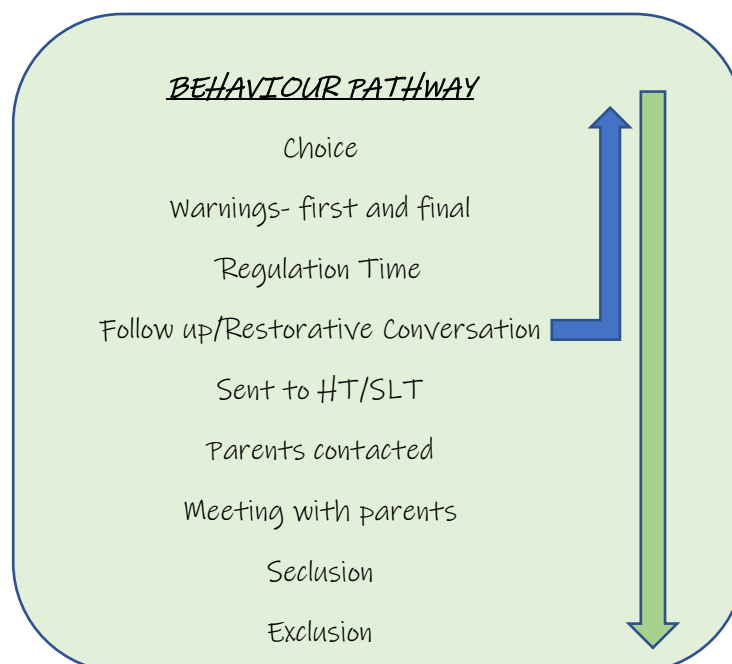 BEHAVIOUR PATHWAY
Choice
Warnings- first and final
Regulation Time
Follow up/Restorative Conversation
Sent to HT/SLT
Parents contacted
Meeting with parents
Seclusion
Exclusion